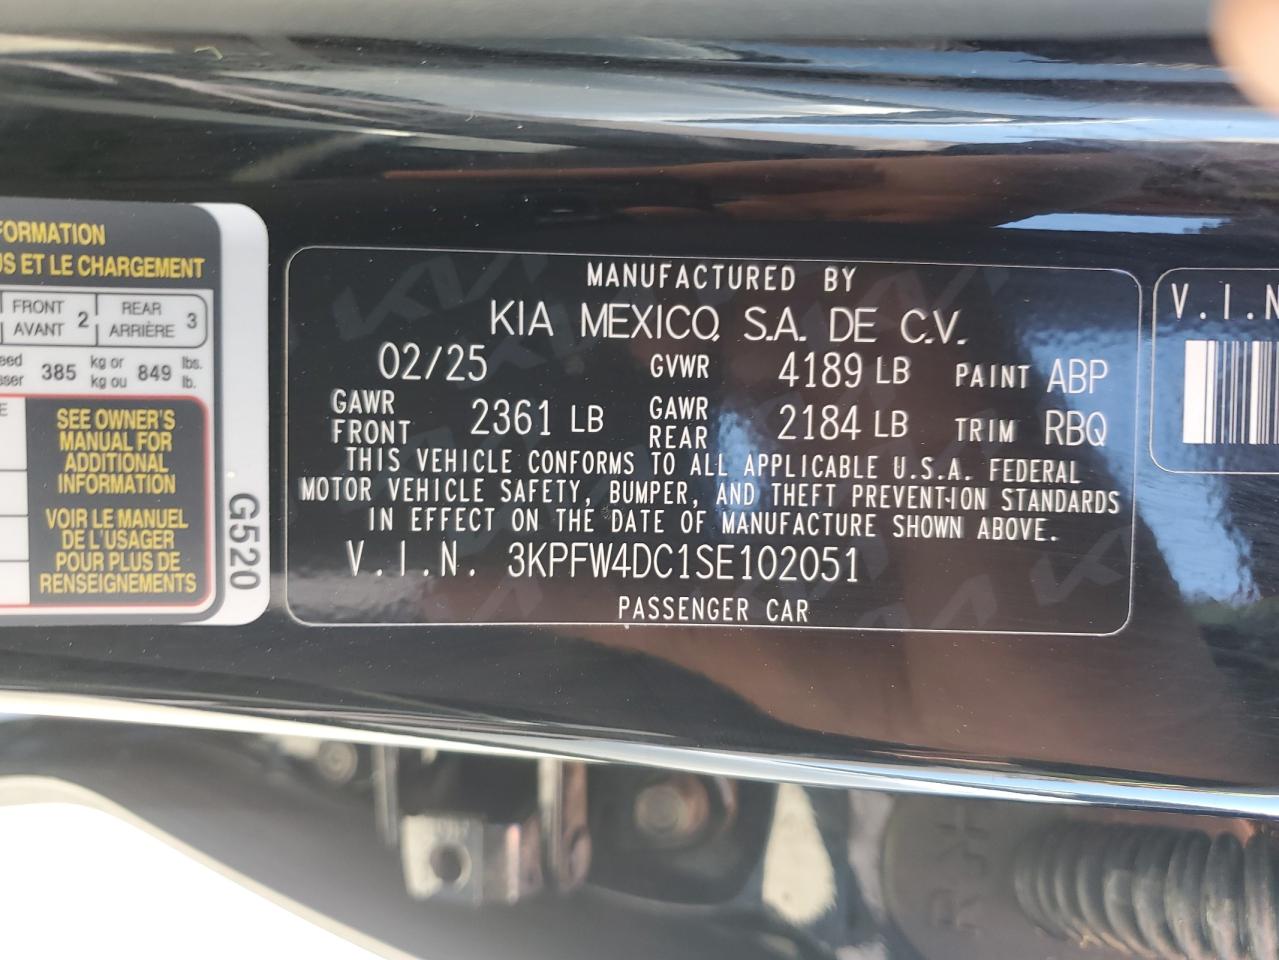 FORMATION
US ET LE CHARGEMENT
FRONT
AVANT 2
REAR
ARRIÈRE 3
385 kg or
kg ou 849 lbs.
lb.
SEE OWNER'S
MANUAL FOR
ADDITIONAL
INFORMATION
VOIR LE MANUEL
DE L'USAGER
POUR PLUS DE
RENSEIGNEMENTS
G520
MANUFACTURED BY
KIA MEXICO, S.A. DE C.V.
02/25 GVWR 4189 LB PAINT ABP
GAWR FRONT 2361 LB GAWR REAR 2184 LB TRIM RBQ
THIS VEHICLE CONFORMS TO ALL APPLICABLE U.S.A. FEDERAL
MOTOR VEHICLE SAFETY, BUMPER, AND THEFT PREVENTION STANDARDS
IN EFFECT ON THE DATE OF MANUFACTURE SHOWN ABOVE.
V.I.N. 3KPFW4DC1SE102051
PASSENGER CAR
V.I.N